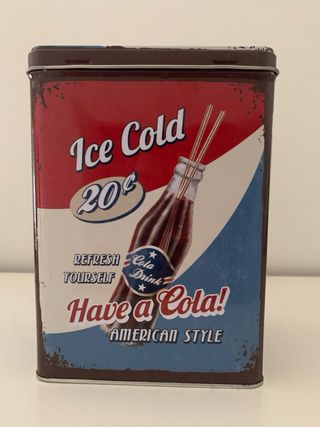 Ice Cold
20¢
REFRESH
YOURSELF
Cola
Drink
Have a Cola!
AMERICAN STYLE